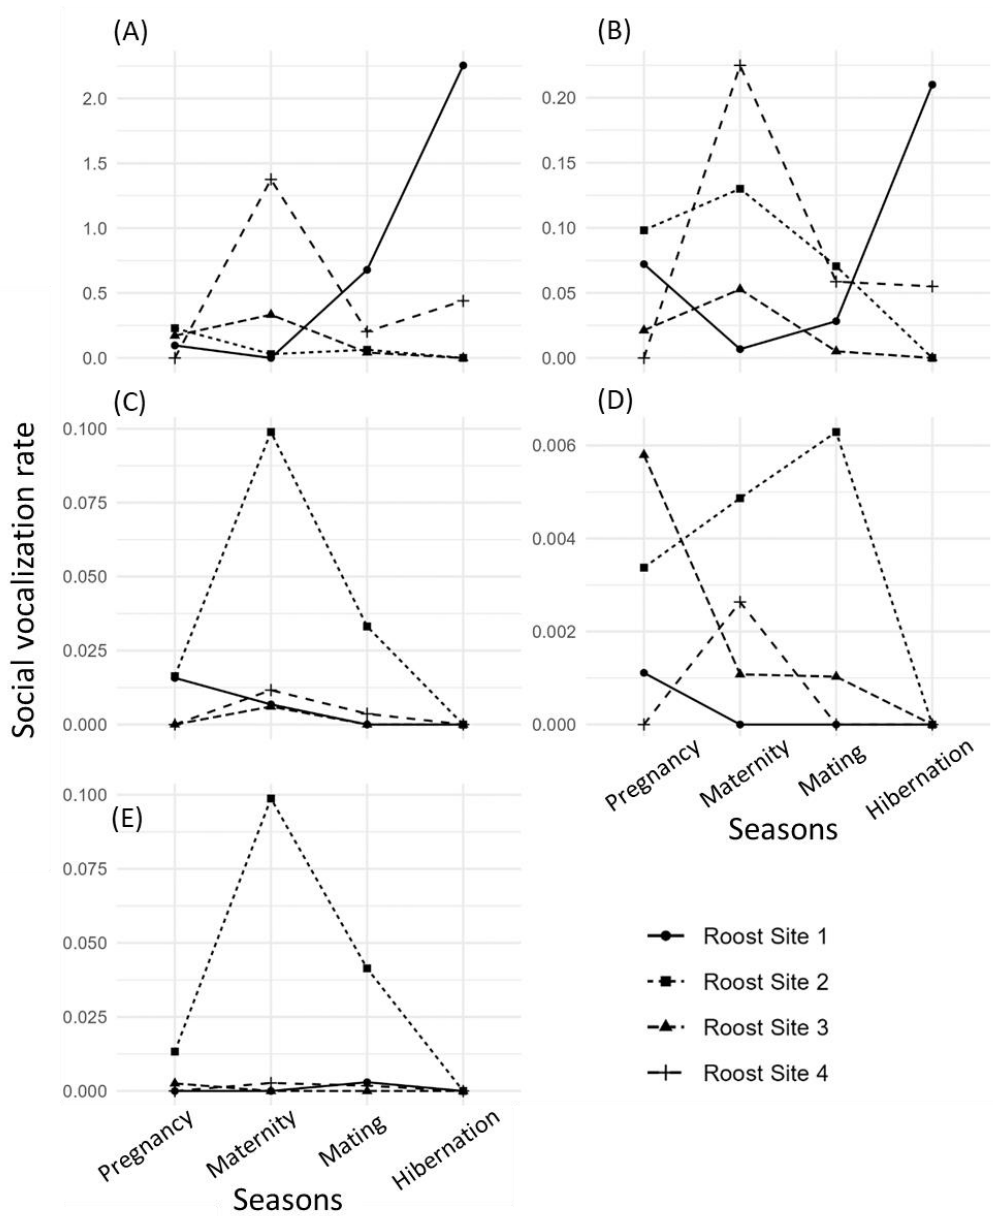 (A)
2.0
1.5
1.0
0.5
0.0
(B)
0.20
0.15
0.10
0.05
0.00
Social vocalization rate
(C)
0.100
0.075
0.050
0.025
0.000
(D)
0.006
0.004
0.002
0.000
Pregnancy
Maternity
Mating
Hibernation
Seasons
(E)
0.100
0.075
0.050
0.025
0.000
Pregnancy
Maternity
Mating
Hibernation
Seasons
Roost Site 1
Roost Site 2
Roost Site 3
Roost Site 4